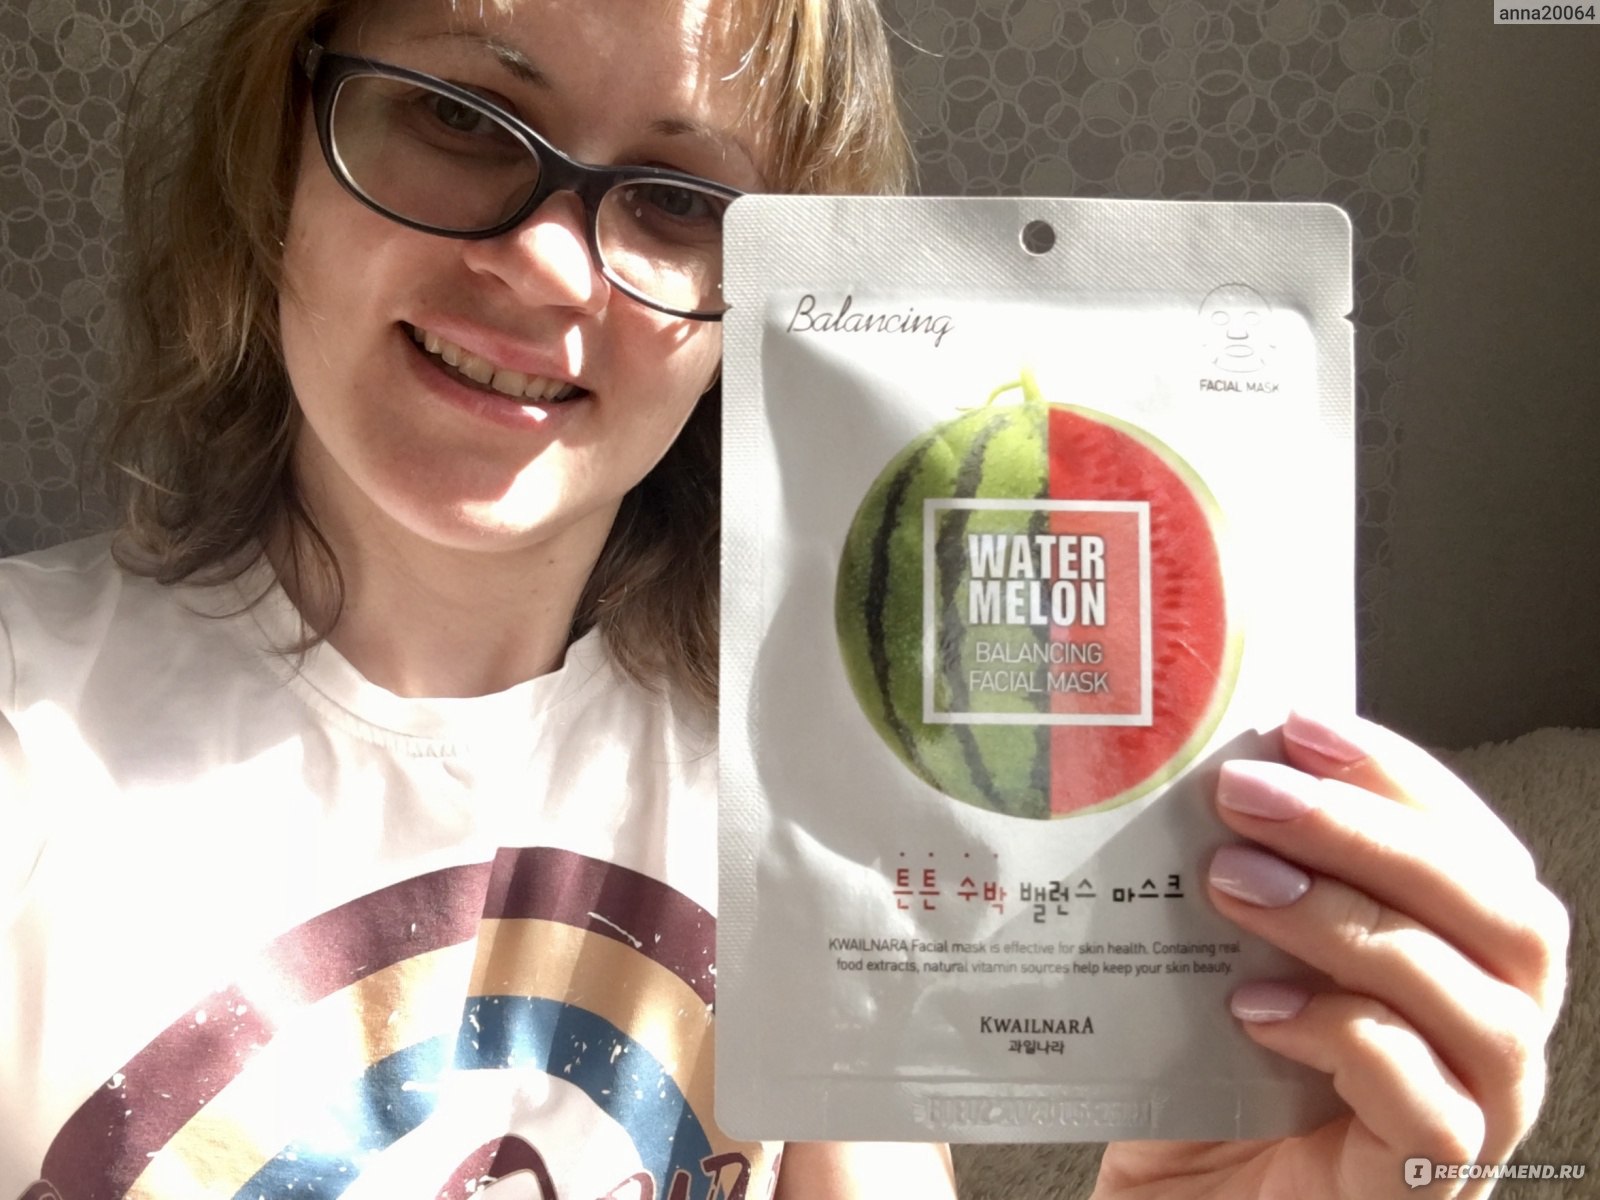 anna20064
Balancing
FACIAL MASK
WATER
MELON
BALANCING
FACIAL MASK
튼튼 수박 밸런스 마스크
KWAILNARA Facial mask is effective for skin health. Containing real
food extracts, natural vitamin sources help keep your skin beauty.
KWAILNARA
과일나라
IRECOMMEND.RU